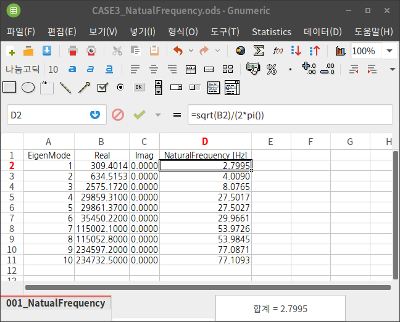 CASE3_NatualFrequency.ods - Gnumeric
파일(F) 편집(E) 보기(V) 넣기(I) 형식(O) 도구(T) Statistics 데이터(D) 도움말(H)
100%
나눔고딕 10
D2 =sqrt(B2)/(2*pi())
A B C D E F G H
1 EigenMode Real Imag NaturalFrequency [Hz]
2 1 309.4014 0.0000 2.7995
3 2 634.5153 0.0000 4.0090
4 3 2575.1720 0.0000 8.0765
5 4 29859.3100 0.0000 27.5017
6 5 29861.3700 0.0000 27.5027
7 6 35450.2200 0.0000 29.9661
8 7 115002.1000 0.0000 53.9726
9 8 115052.8000 0.0000 53.9845
10 9 234597.2000 0.0000 77.0871
11 10 234732.5000 0.0000 77.1093
12
001_NatualFrequency 합계 = 2.7995